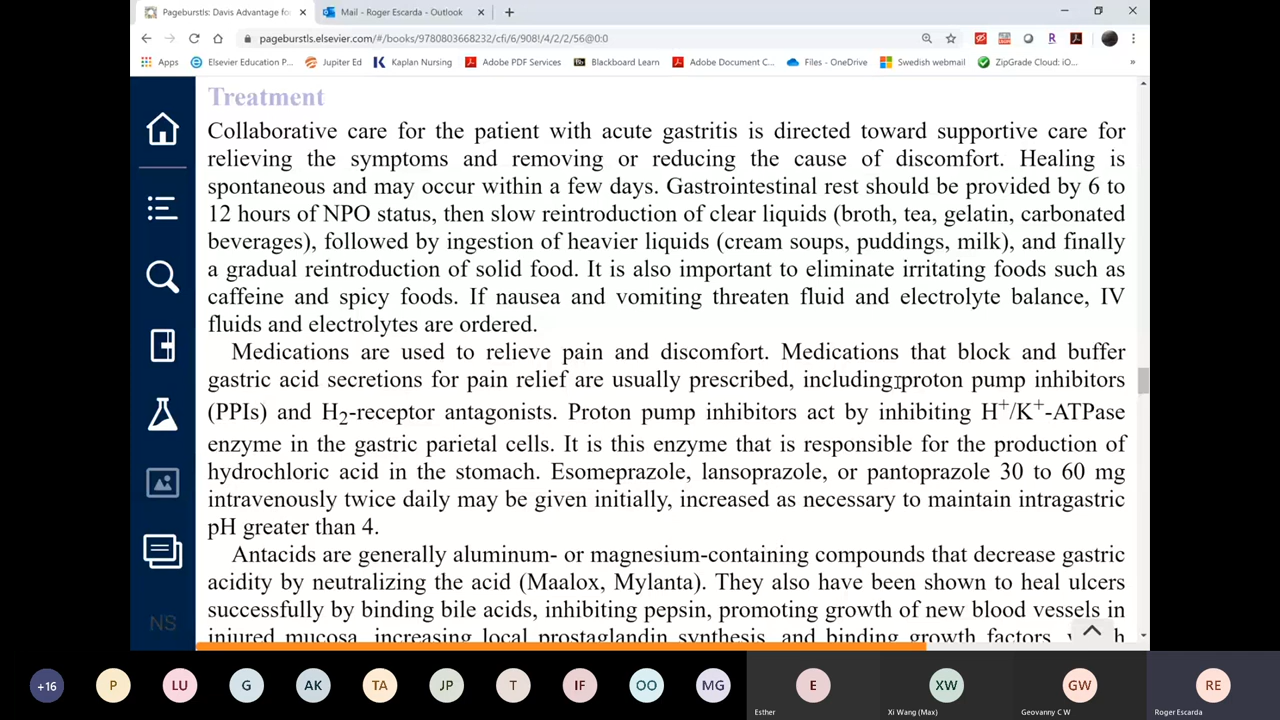 Pageburstls: Davis Advantage fo
Mail - Roger Escarda - Outlook
pageburstls.elsevier.com/#/books/9780803668232/cfi/6/908!/4/2/2/56@0:0
Apps Elsevier Education P... Jupiter Ed Kaplan Nursing Adobe PDF Services Blackboard Learn Adobe Document C... Files - OneDrive Swedish webmail ZipGrade Cloud: iO... »
Treatment
Collaborative care for the patient with acute gastritis is directed toward supportive care for
relieving the symptoms and removing or reducing the cause of discomfort. Healing is
spontaneous and may occur within a few days. Gastrointestinal rest should be provided by 6 to
12 hours of NPO status, then slow reintroduction of clear liquids (broth, tea, gelatin, carbonated
beverages), followed by ingestion of heavier liquids (cream soups, puddings, milk), and finally
a gradual reintroduction of solid food. It is also important to eliminate irritating foods such as
caffeine and spicy foods. If nausea and vomiting threaten fluid and electrolyte balance, IV
fluids and electrolytes are ordered.
Medications are used to relieve pain and discomfort. Medications that block and buffer
gastric acid secretions for pain relief are usually prescribed, including proton pump inhibitors
(PPIs) and H2-receptor antagonists. Proton pump inhibitors act by inhibiting H+/K+-ATPase
enzyme in the gastric parietal cells. It is this enzyme that is responsible for the production of
hydrochloric acid in the stomach. Esomeprazole, lansoprazole, or pantoprazole 30 to 60 mg
intravenously twice daily may be given initially, increased as necessary to maintain intragastric
pH greater than 4.
Antacids are generally aluminum- or magnesium-containing compounds that decrease gastric
acidity by neutralizing the acid (Maalox, Mylanta). They also have been shown to heal ulcers
successfully by binding bile acids, inhibiting pepsin, promoting growth of new blood vessels in
injured mucosa, increasing local prostaglandin synthesis, and binding growth factors,
NS
+16 P LU G AK TA JP T IF OO MG E XW GW RE
Esther Xi Wang (Max) Geovanny C W Roger Escarda